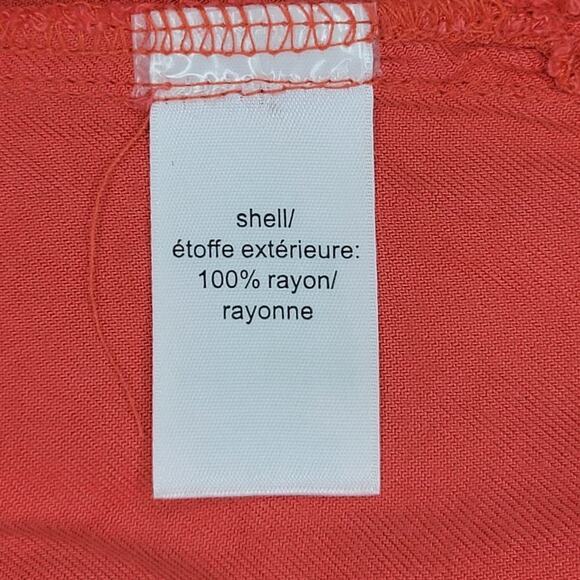 shell/
étoffe extérieure:
100% rayon/
rayonne